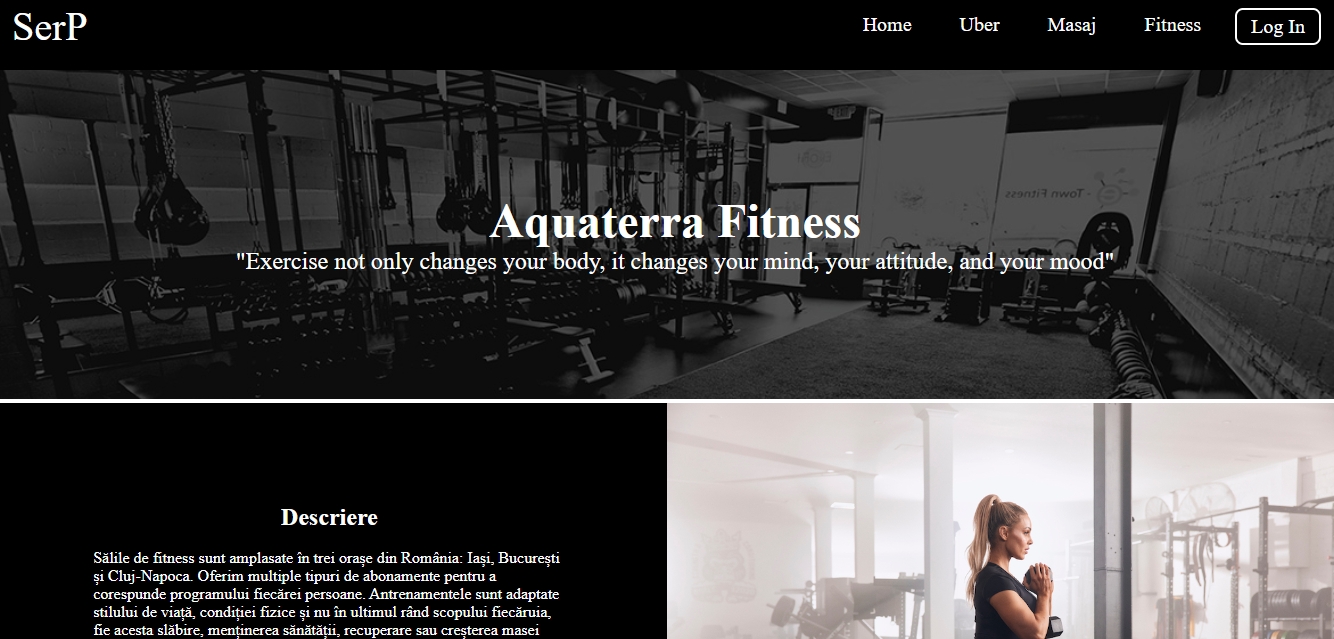 SerP
Home Uber Masaj Fitness Log In
Town Fitness
Aquaterra Fitness
"Exercise not only changes your body, it changes your mind, your attitude, and your mood"
Descriere
Sălile de fitness sunt amplasate în trei orașe din România: Iași, București
și Cluj-Napoca. Oferim multiple tipuri de abonamente pentru a
corespunde programului fiecărei persoane. Antrenamentele sunt adaptate
stilului de viață, condiției fizice și nu în ultimul rând scopului fiecăruia,
fie acesta slăbire, menținerea sănătății, recuperare sau creșterea masei